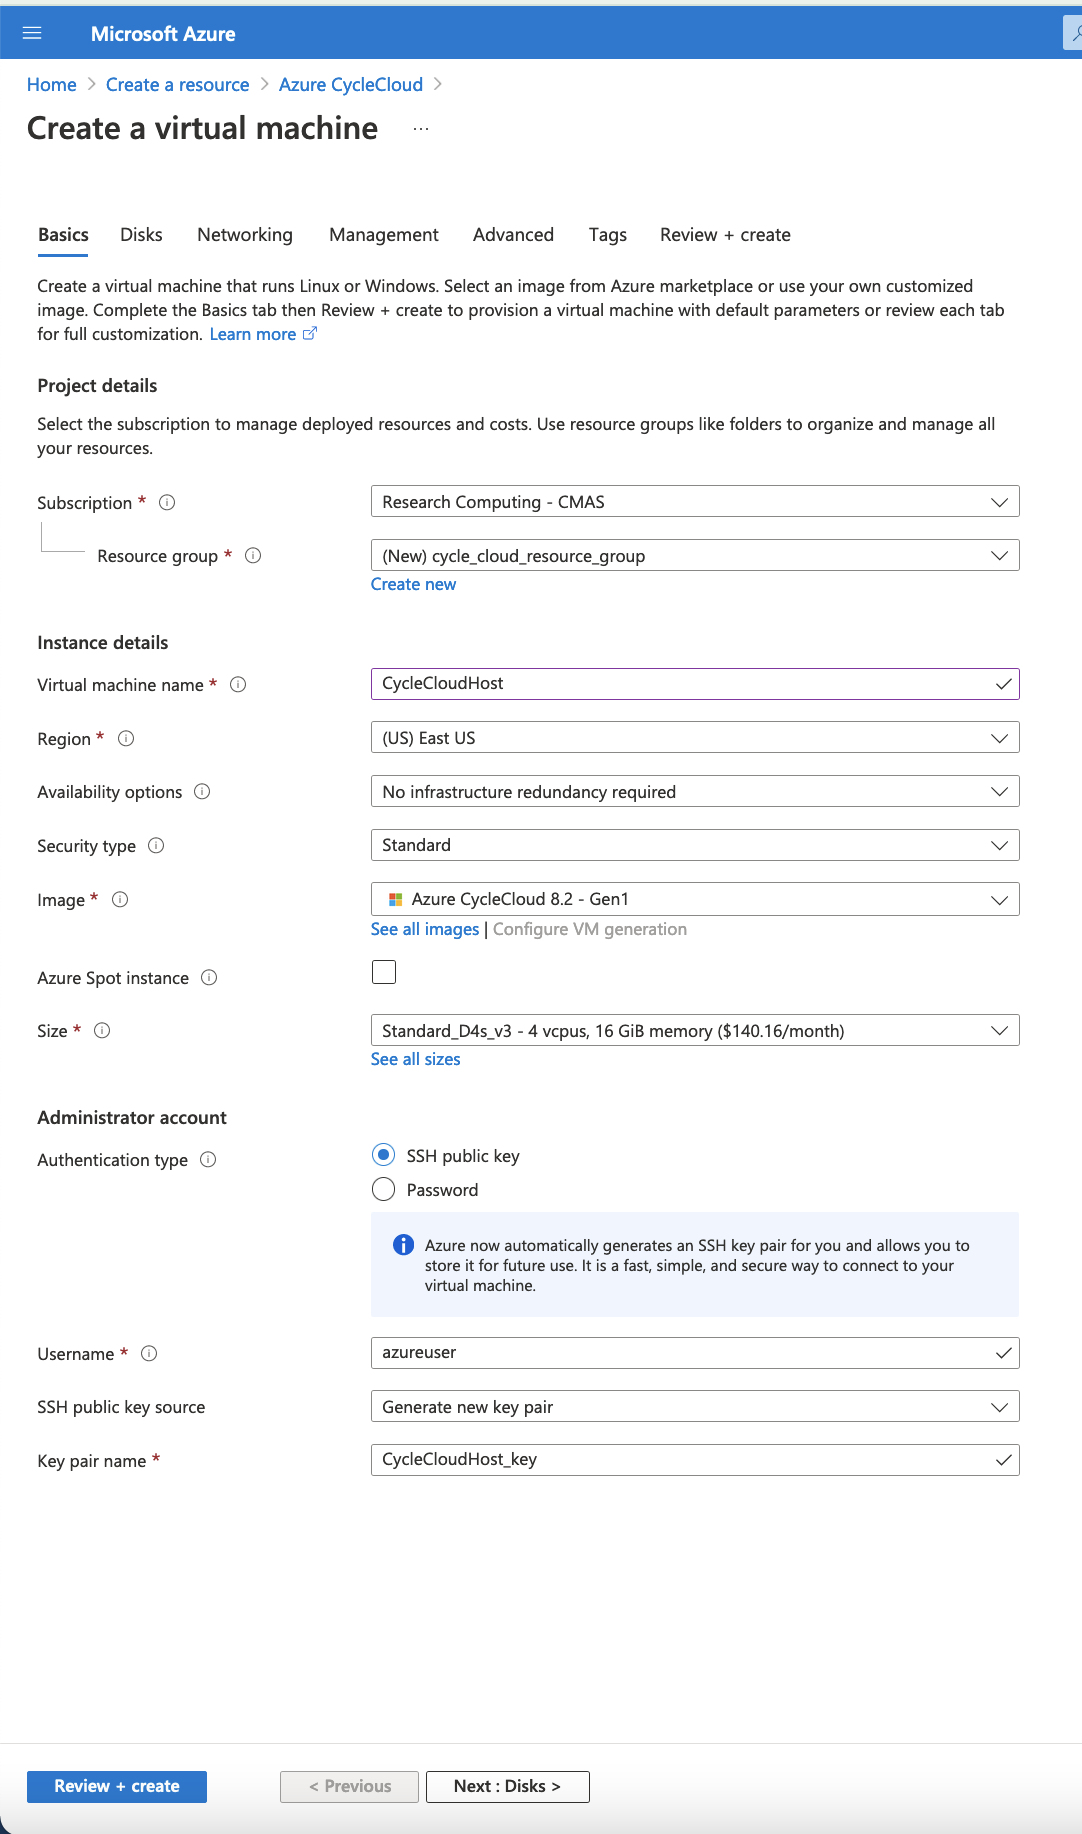 Microsoft Azure
Home > Create a resource > Azure CycleCloud >
Create a virtual machine ...
Basics Disks Networking Management Advanced Tags Review + create
Create a virtual machine that runs Linux or Windows. Select an image from Azure marketplace or use your own customized
image. Complete the Basics tab then Review + create to provision a virtual machine with default parameters or review each tab
for full customization. Learn more
Project details
Select the subscription to manage deployed resources and costs. Use resource groups like folders to organize and manage all
your resources.
Subscription * Research Computing - CMAS
Resource group * (New) cycle_cloud_resource_group
Create new
Instance details
Virtual machine name * CycleCloudHost
Region * (US) East US
Availability options No infrastructure redundancy required
Security type Standard
Image * Azure CycleCloud 8.2 - Gen1
See all images | Configure VM generation
Azure Spot instance
Size * Standard_D4s_v3 - 4 vcpus, 16 GiB memory ($140.16/month)
See all sizes
Administrator account
Authentication type SSH public key
Password
Azure now automatically generates an SSH key pair for you and allows you to
store it for future use. It is a fast, simple, and secure way to connect to your
virtual machine.
Username * azureuser
SSH public key source Generate new key pair
Key pair name * CycleCloudHost_key
Review + create < Previous Next : Disks >